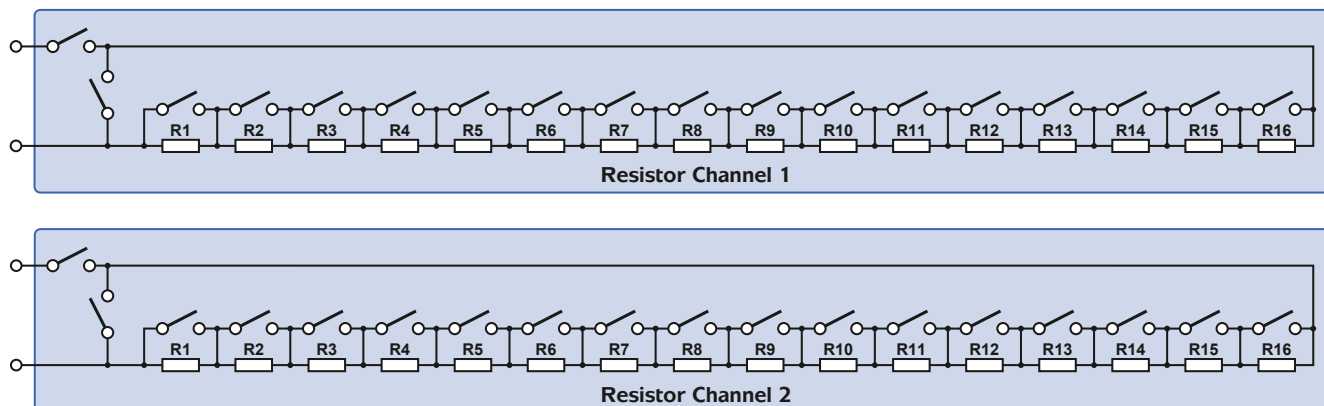 R1 R2 R3 R4 R5 R6 R7 R8 R9 R10 R11 R12 R13 R14 R15 R16
Resistor Channel 1
R1 R2 R3 R4 R5 R6 R7 R8 R9 R10 R11 R12 R13 R14 R15 R16
Resistor Channel 2